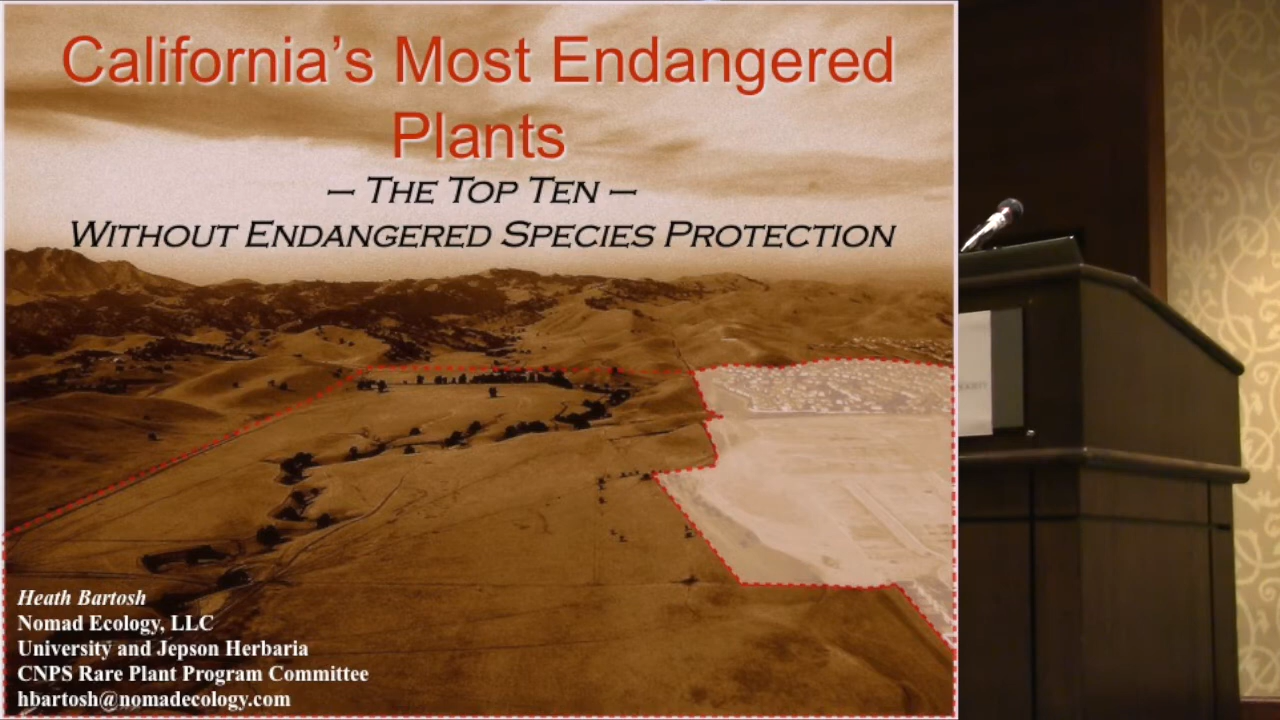 California’s Most Endangered
Plants
– THE TOP TEN –
WITHOUT ENDANGERED SPECIES PROTECTION
Heath Bartosh
Nomad Ecology, LLC
University and Jepson Herbaria
CNPS Rare Plant Program Committee
hbartosh@nomadecology.com